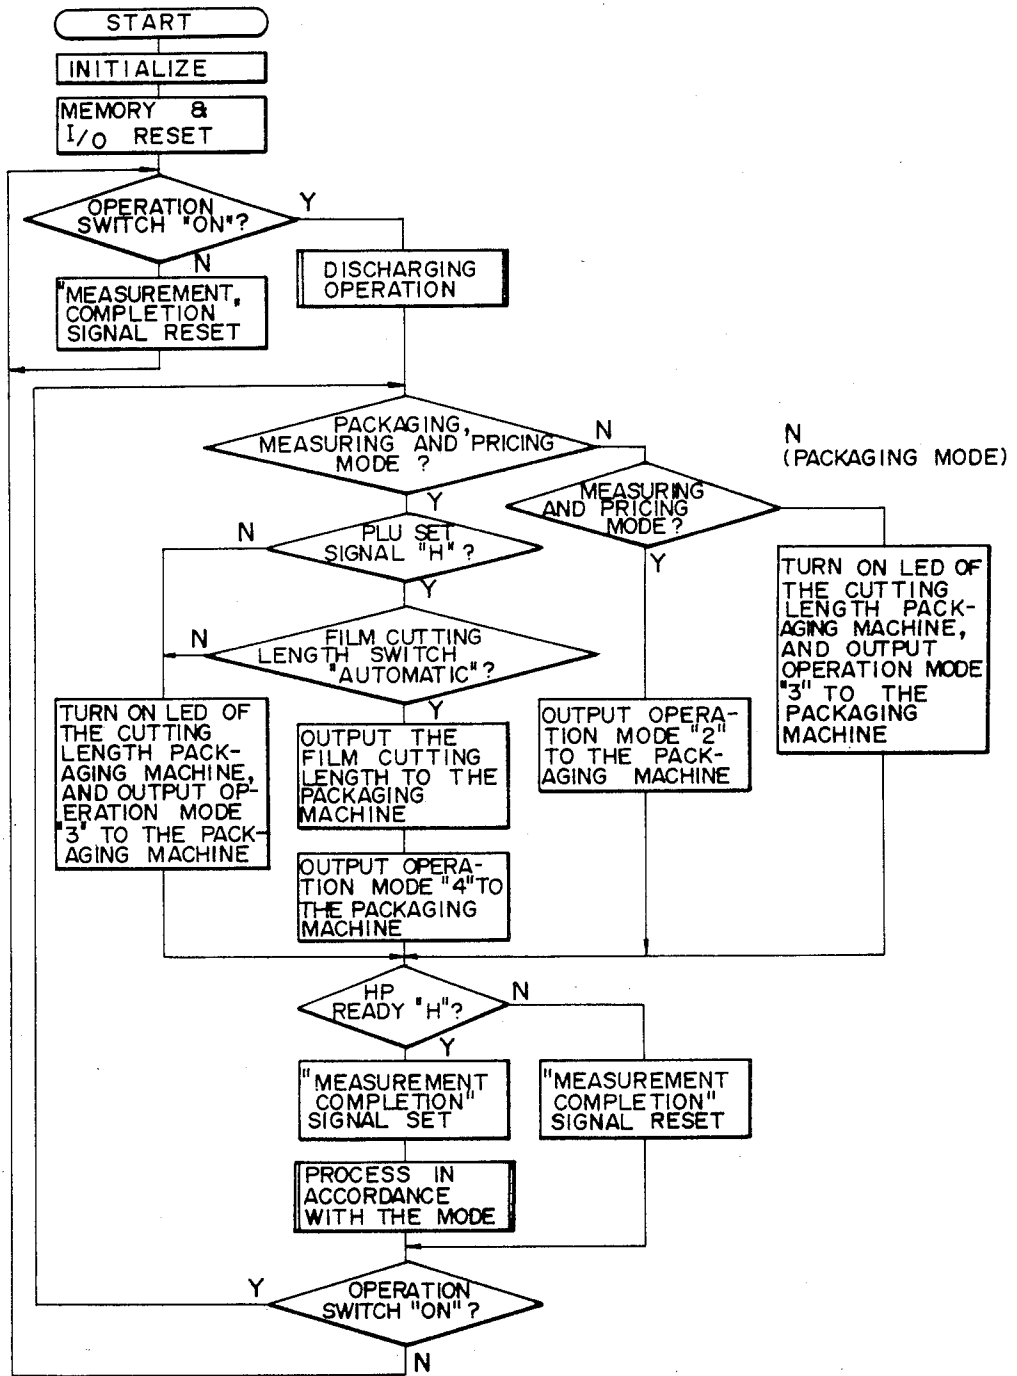 START
INITIALIZE
MEMORY &
I/O RESET
OPERATION
SWITCH "ON"?
Y
N
"MEASUREMENT
COMPLETION"
SIGNAL RESET
DISCHARGING
OPERATION
PACKAGING,
MEASURING AND PRICING
MODE ?
N
Y
N
(PACKAGING MODE)
MEASURING
AND PRICING
MODE?
Y
PLU SET
SIGNAL "H" ?
N
Y
FILM CUTTING
LENGTH SWITCH
"AUTOMATIC"?
N
Y
TURN ON LED OF
THE CUTTING
LENGTH PACK-
AGING MACHINE,
AND OUTPUT
OPERATION MODE
"3" TO THE
PACKAGING
MACHINE
TURN ON LED OF
THE CUTTING
LENGTH PACK-
AGING MACHINE,
AND OUTPUT OP-
ERATION MODE
"3" TO THE PACK-
AGING MACHINE
OUTPUT THE
FILM CUTTING
LENGTH TO THE
PACKAGING
MACHINE
OUTPUT OPERA-
TION MODE "2"
TO THE PACK-
AGING MACHINE
OUTPUT OPERA-
TION MODE "4" TO
THE PACKAGING
MACHINE
HP
READY "H"?
N
Y
"MEASUREMENT
COMPLETION"
SIGNAL SET
"MEASUREMENT
COMPLETION"
SIGNAL RESET
PROCESS IN
ACCORDANCE
WITH THE MODE
OPERATION
SWITCH "ON" ?
Y
N